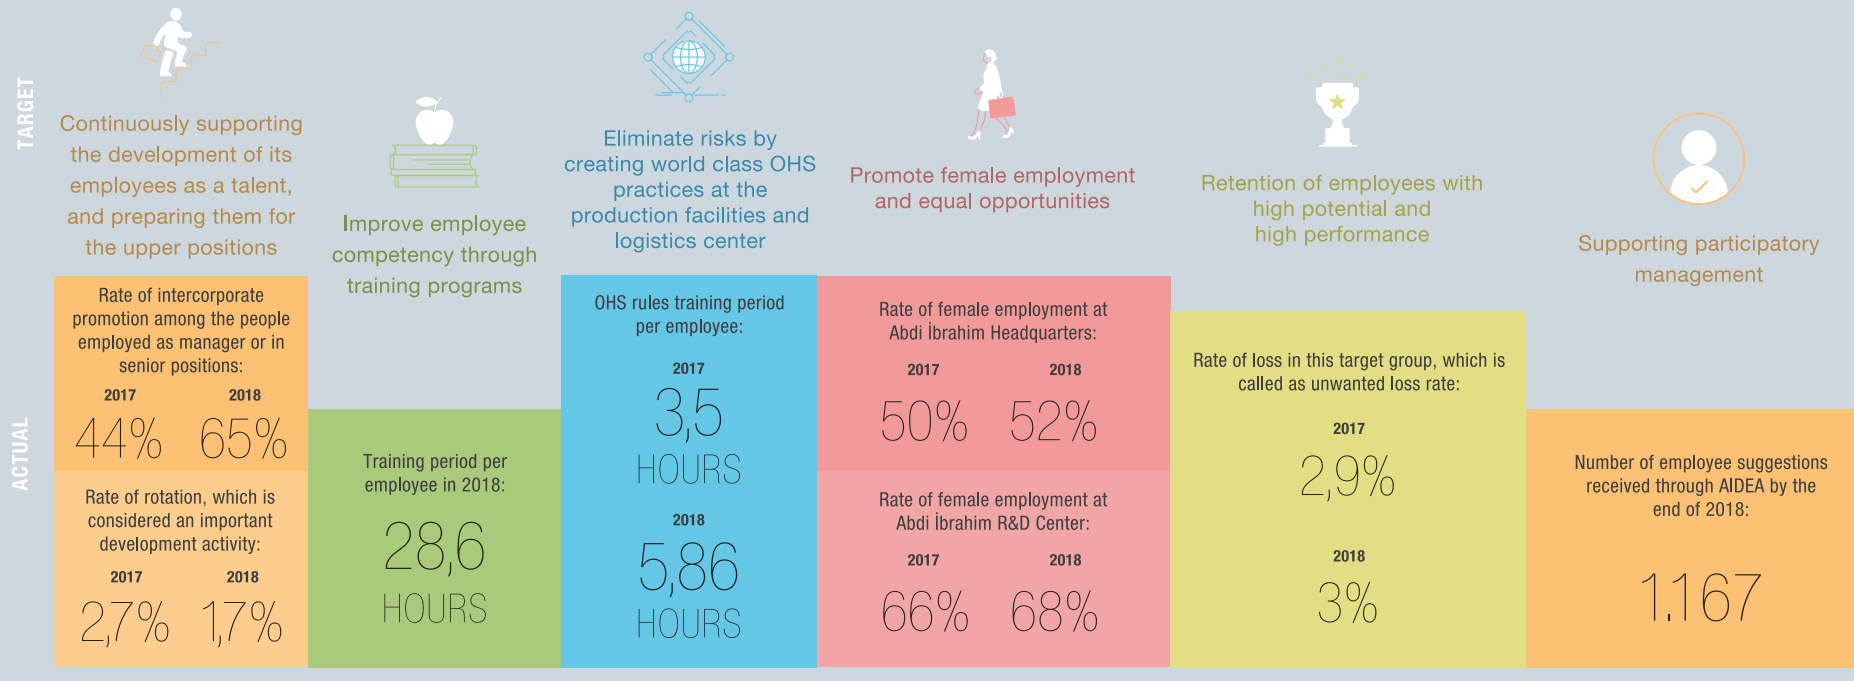 TARGET
Continuously supporting
the development of its
employees as a talent,
and preparing them for
the upper positions
Improve employee
competency through
training programs
Eliminate risks by
creating world class OHS
practices at the
production facilities and
logistics center
Promote female employment
and equal opportunities
Retention of employees with
high potential and
high performance
Supporting participatory
management
ACTUAL
Rate of intercorporate
promotion among the people
employed as manager or in
senior positions:
2017 2018
44% 65%
Rate of rotation, which is
considered an important
development activity:
2017 2018
2,7% 1,7%
Training period per
employee in 2018:
28,6
HOURS
OHS rules training period
per employee:
2017
3,5
HOURS
2018
5,86
HOURS
Rate of female employment at
Abdi İbrahim Headquarters:
2017 2018
50% 52%
Rate of female employment at
Abdi İbrahim R&D Center:
2017 2018
66% 68%
Rate of loss in this target group, which is
called as unwanted loss rate:
2017
2,9%
2018
3%
Number of employee suggestions
received through AIDEA by the
end of 2018:
1.167